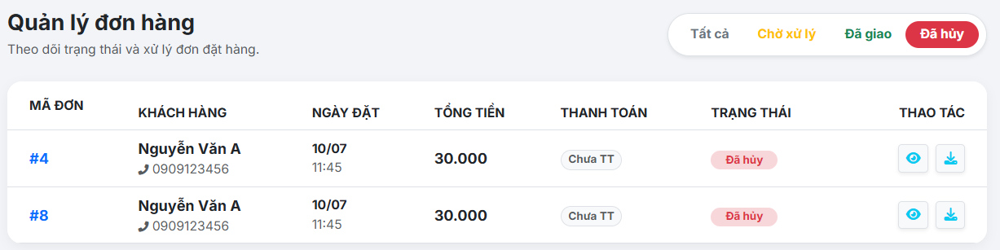 Quản lý đơn hàng
Theo dõi trạng thái và xử lý đơn đặt hàng.
Tất cả Chờ xử lý Đã giao Đã hủy
MÃ ĐƠN KHÁCH HÀNG NGÀY ĐẶT TỔNG TIỀN THANH TOÁN TRẠNG THÁI THAO TÁC
#4 Nguyễn Văn A 10/07 30.000 Chưa TT Đã hủy
0909123456 11:45
#8 Nguyễn Văn A 10/07 30.000 Chưa TT Đã hủy
0909123456 11:45